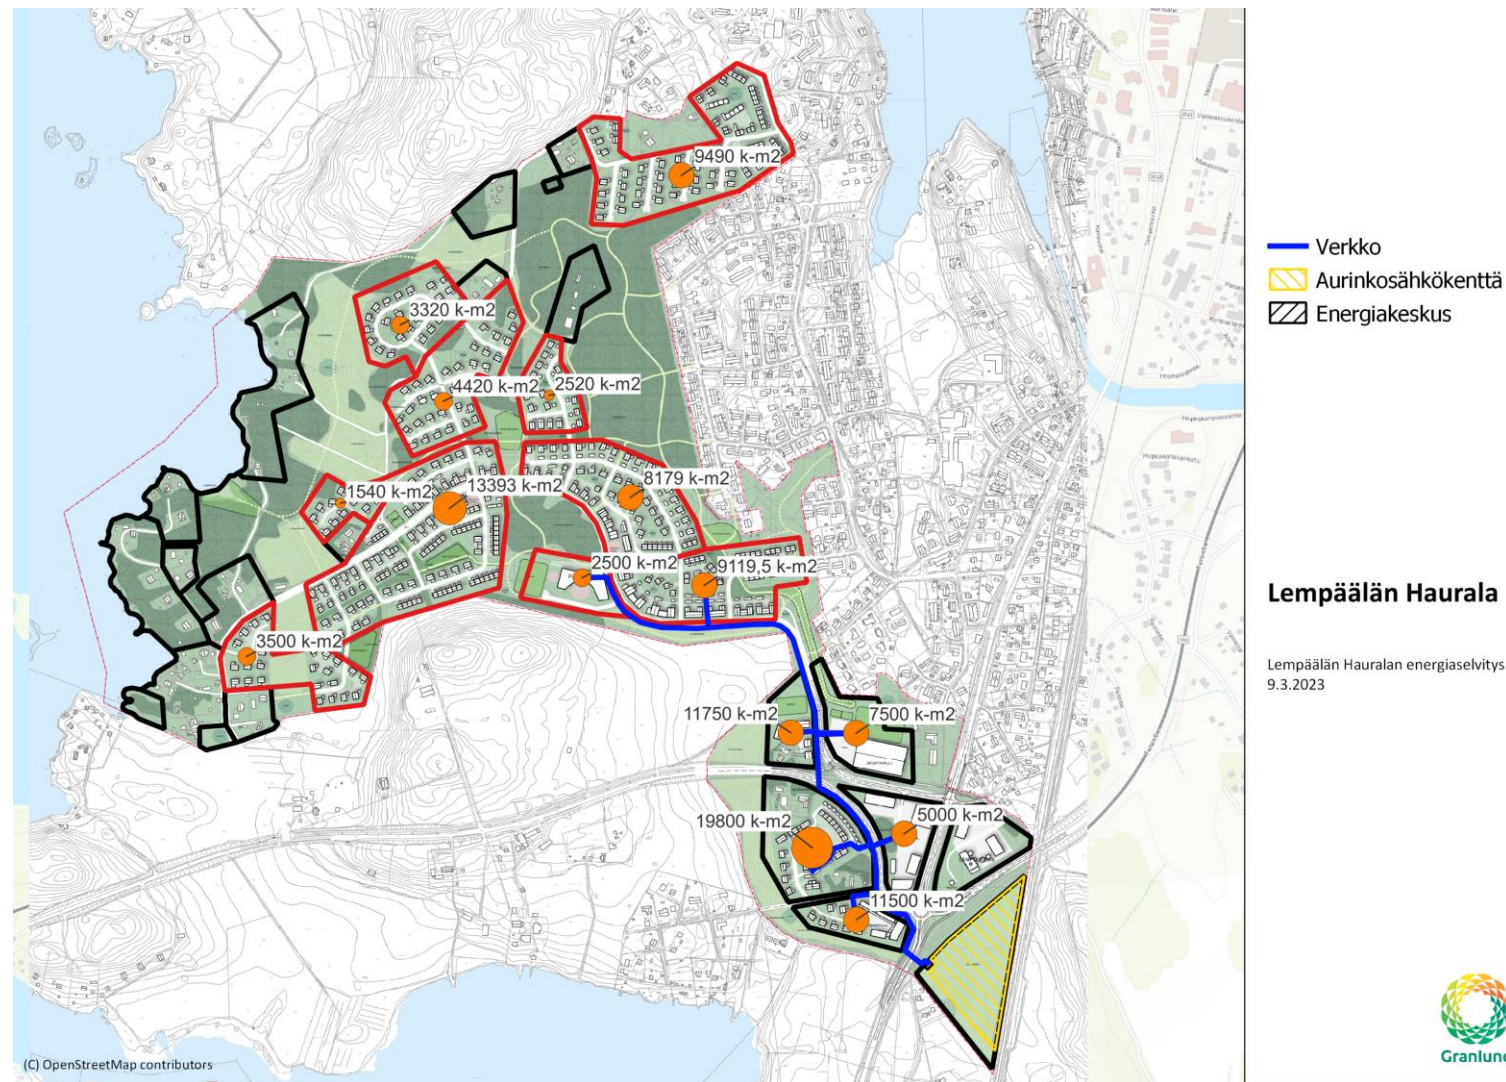 9490 k-m2
3320 k-m2
4420 k-m2
2520 k-m2
1540 k-m2
13393 k-m2
8179 k-m2
2500 k-m2
9119,5 k-m2
3500 k-m2
11750 k-m2
7500 k-m2
19800 k-m2
5000 k-m2
11500 k-m2
(C) OpenStreetMap contributors
Verkko
Aurinkosähkökenttä
Energiakeskus
Lempäälän Haurala
Lempäälän Hauralan energiaselvitys
9.3.2023
Granlund